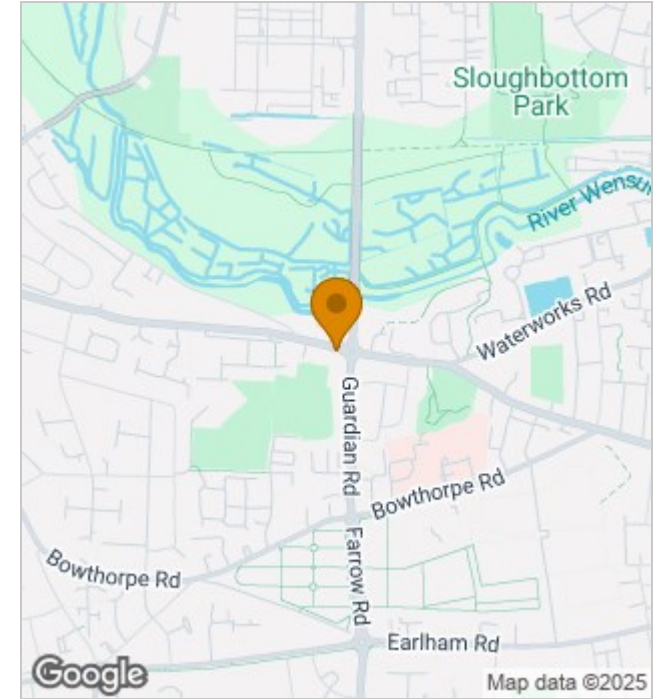 Sloughbottom
Park
River Wensu
Waterworks Rd
Guardian Rd
Bowthorpe Rd
Bowthorpe Rd
Farrow Rd
Earlham Rd
Google
Map data ©2025